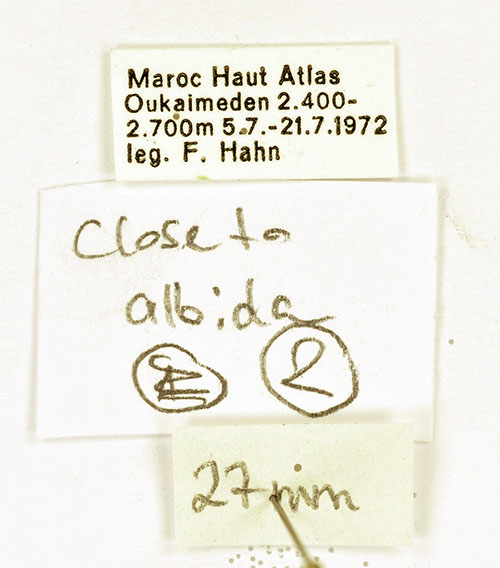 Maroc Haut Atlas
Oukaimeden 2.400-
2.700m 5.7.-21.7.1972
leg. F. Hahn
Close to
albida
2
27mm